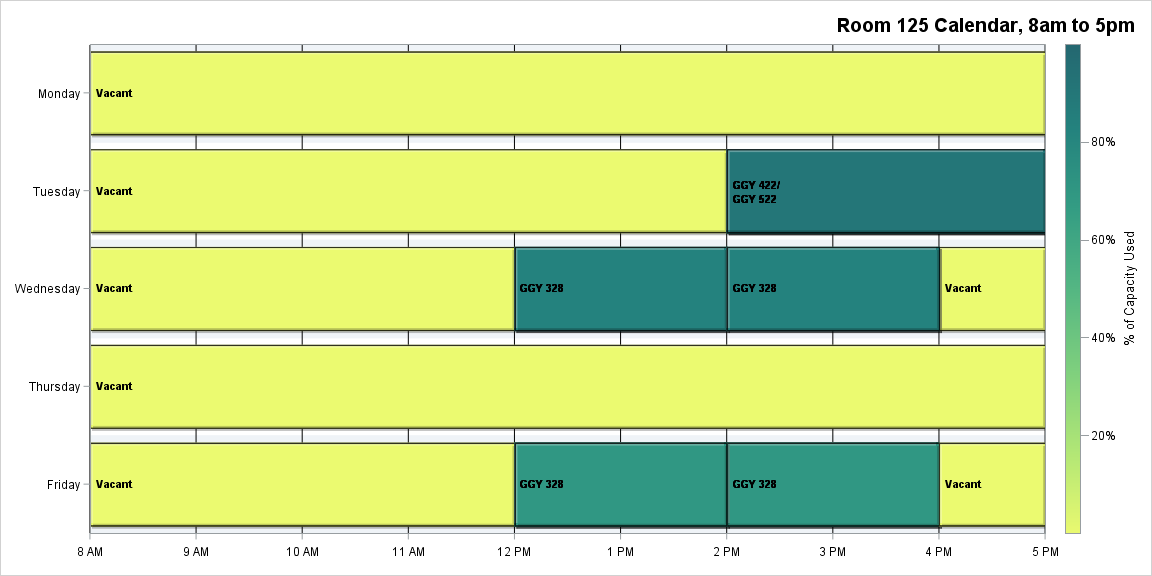 Room 125 Calendar, 8am to 5pm
Monday
Vacant
Tuesday
Vacant
GGY 422/
GGY 522
Wednesday
Vacant
GGY 328
GGY 328
Vacant
Thursday
Vacant
Friday
Vacant
GGY 328
GGY 328
Vacant
8 AM
9 AM
10 AM
11 AM
12 PM
1 PM
2 PM
3 PM
4 PM
5 PM
80%
60%
40%
20%
% of Capacity Used